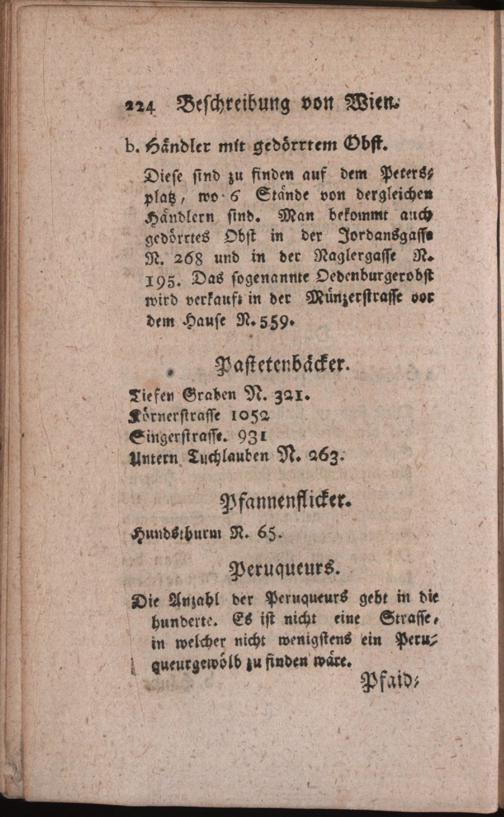 224 Beschreibung von Wien.
b. Händler mit gedörrtem Obst.
Diese sind zu finden auf dem Peters-
platz, wo 6 Stände von dergleichen
Händlern sind. Man bekommt auch
gedörrtes Obst in der Jordansgasse
N. 268 und in der Naglergasse N.
195. Das sogenannte Oedenburgerobst
wird verkauft in der Münzerstrasse vor
dem Hause N. 559.
Pastetenbäcker.
Tiefen Graben N. 321.
Körnerstrasse 1052
Singerstrasse. 931
Untern Tuchlauben N. 263.
Pfannenflicker.
Hundsthurm N. 65.
Peruqueurs.
Die Anzahl der Peruqueurs geht in die
hunderte. Es ist nicht eine Strasse,
in welcher nicht wenigstens ein Peru-
queurgewölb zu finden wäre.
Pfaid-